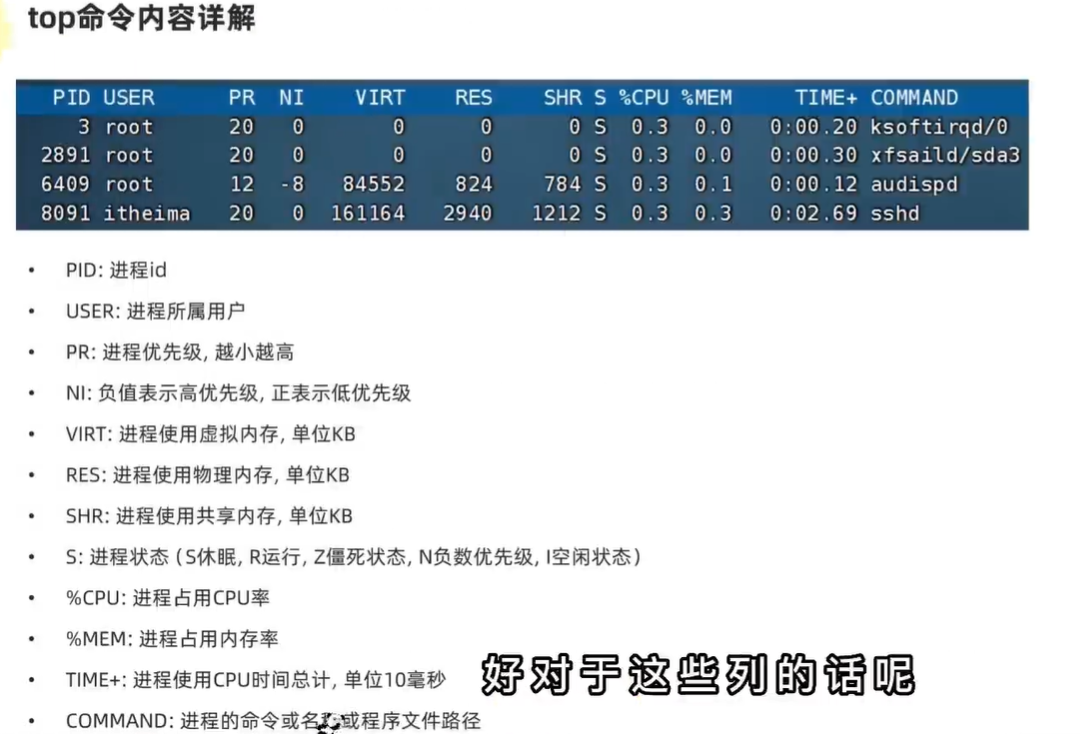 top命令内容详解
PID USER PR NI VIRT RES SHR S %CPU %MEM TIME+ COMMAND
3 root 20 0 0 0 0 S 0.3 0.0 0:00.20 ksoftirqd/0
2891 root 20 0 0 0 0 S 0.3 0.0 0:00.30 xfsaild/sda3
6409 root 12 -8 84552 824 784 S 0.3 0.1 0:00.12 audispd
8091 itheima 20 0 161164 2940 1212 S 0.3 0.3 0:02.69 sshd
• PID: 进程id
• USER: 进程所属用户
• PR: 进程优先级, 越小越高
• NI: 负值表示高优先级, 正表示低优先级
• VIRT: 进程使用虚拟内存, 单位KB
• RES: 进程使用物理内存, 单位KB
• SHR: 进程使用共享内存, 单位KB
• S: 进程状态 (S休眠, R运行, Z僵死状态, N负数优先级, I空闲状态)
• %CPU: 进程占用CPU率
• %MEM: 进程占用内存率
• TIME+: 进程使用CPU时间总计, 单位10毫秒
好对于这些列的话呢
• COMMAND: 进程的命令或名称或程序文件路径